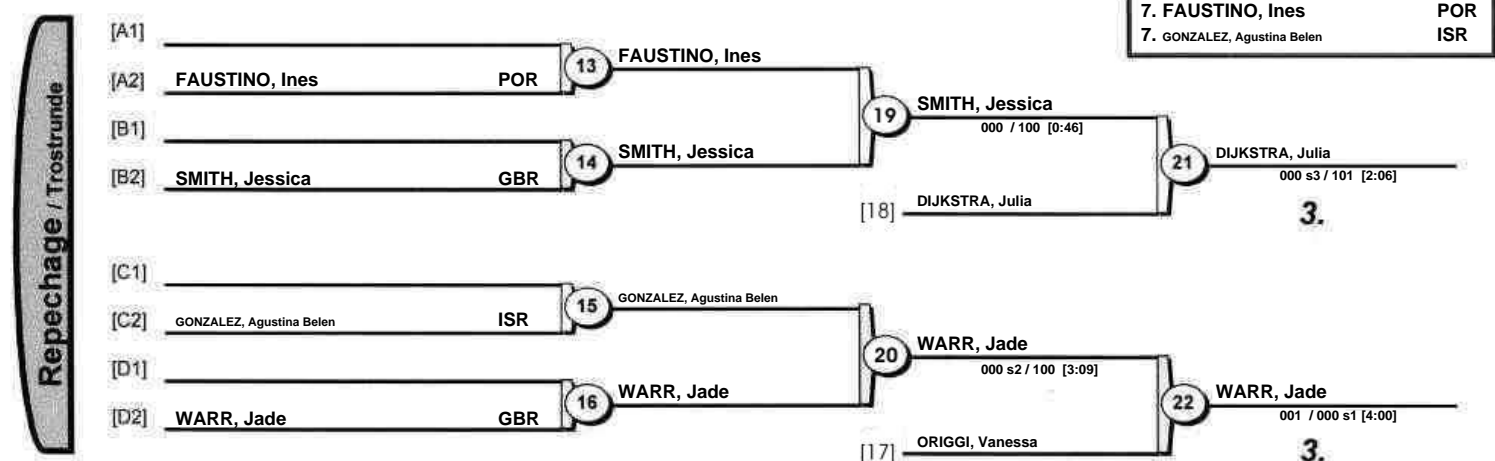 7. FAUSTINO, Ines POR
7. GONZALEZ, Agustina Belen ISR
Repechage / Trostrunde
[A1]
13 FAUSTINO, Ines
[A2] FAUSTINO, Ines POR
19 SMITH, Jessica
000 / 100 [0:46]
[B1]
14 SMITH, Jessica
[B2] SMITH, Jessica GBR
21 DIJKSTRA, Julia
000 s3 / 101 [2:06]
[18] DIJKSTRA, Julia
3.
[C1]
15 GONZALEZ, Agustina Belen
[C2] GONZALEZ, Agustina Belen ISR
20 WARR, Jade
000 s2 / 100 [3:09]
[D1]
16 WARR, Jade
[D2] WARR, Jade GBR
22 WARR, Jade
001 / 000 s1 [4:00]
[17] ORIGGI, Vanessa
3.